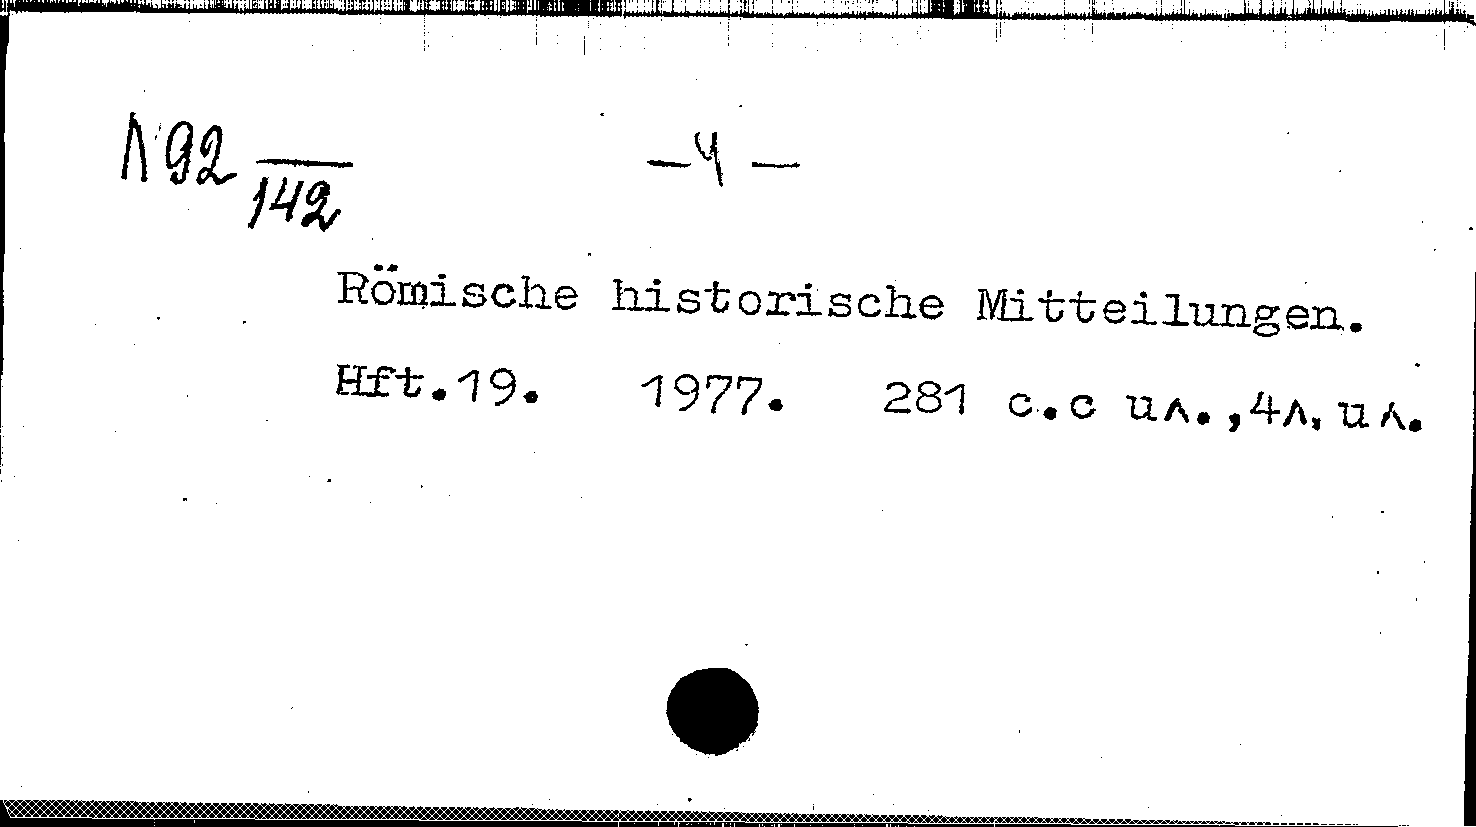 Л92 —
142
— 4 —
Römische historische Mitteilungen.
Hft.19. 1977. 281 с.с ил.,4л.ил.